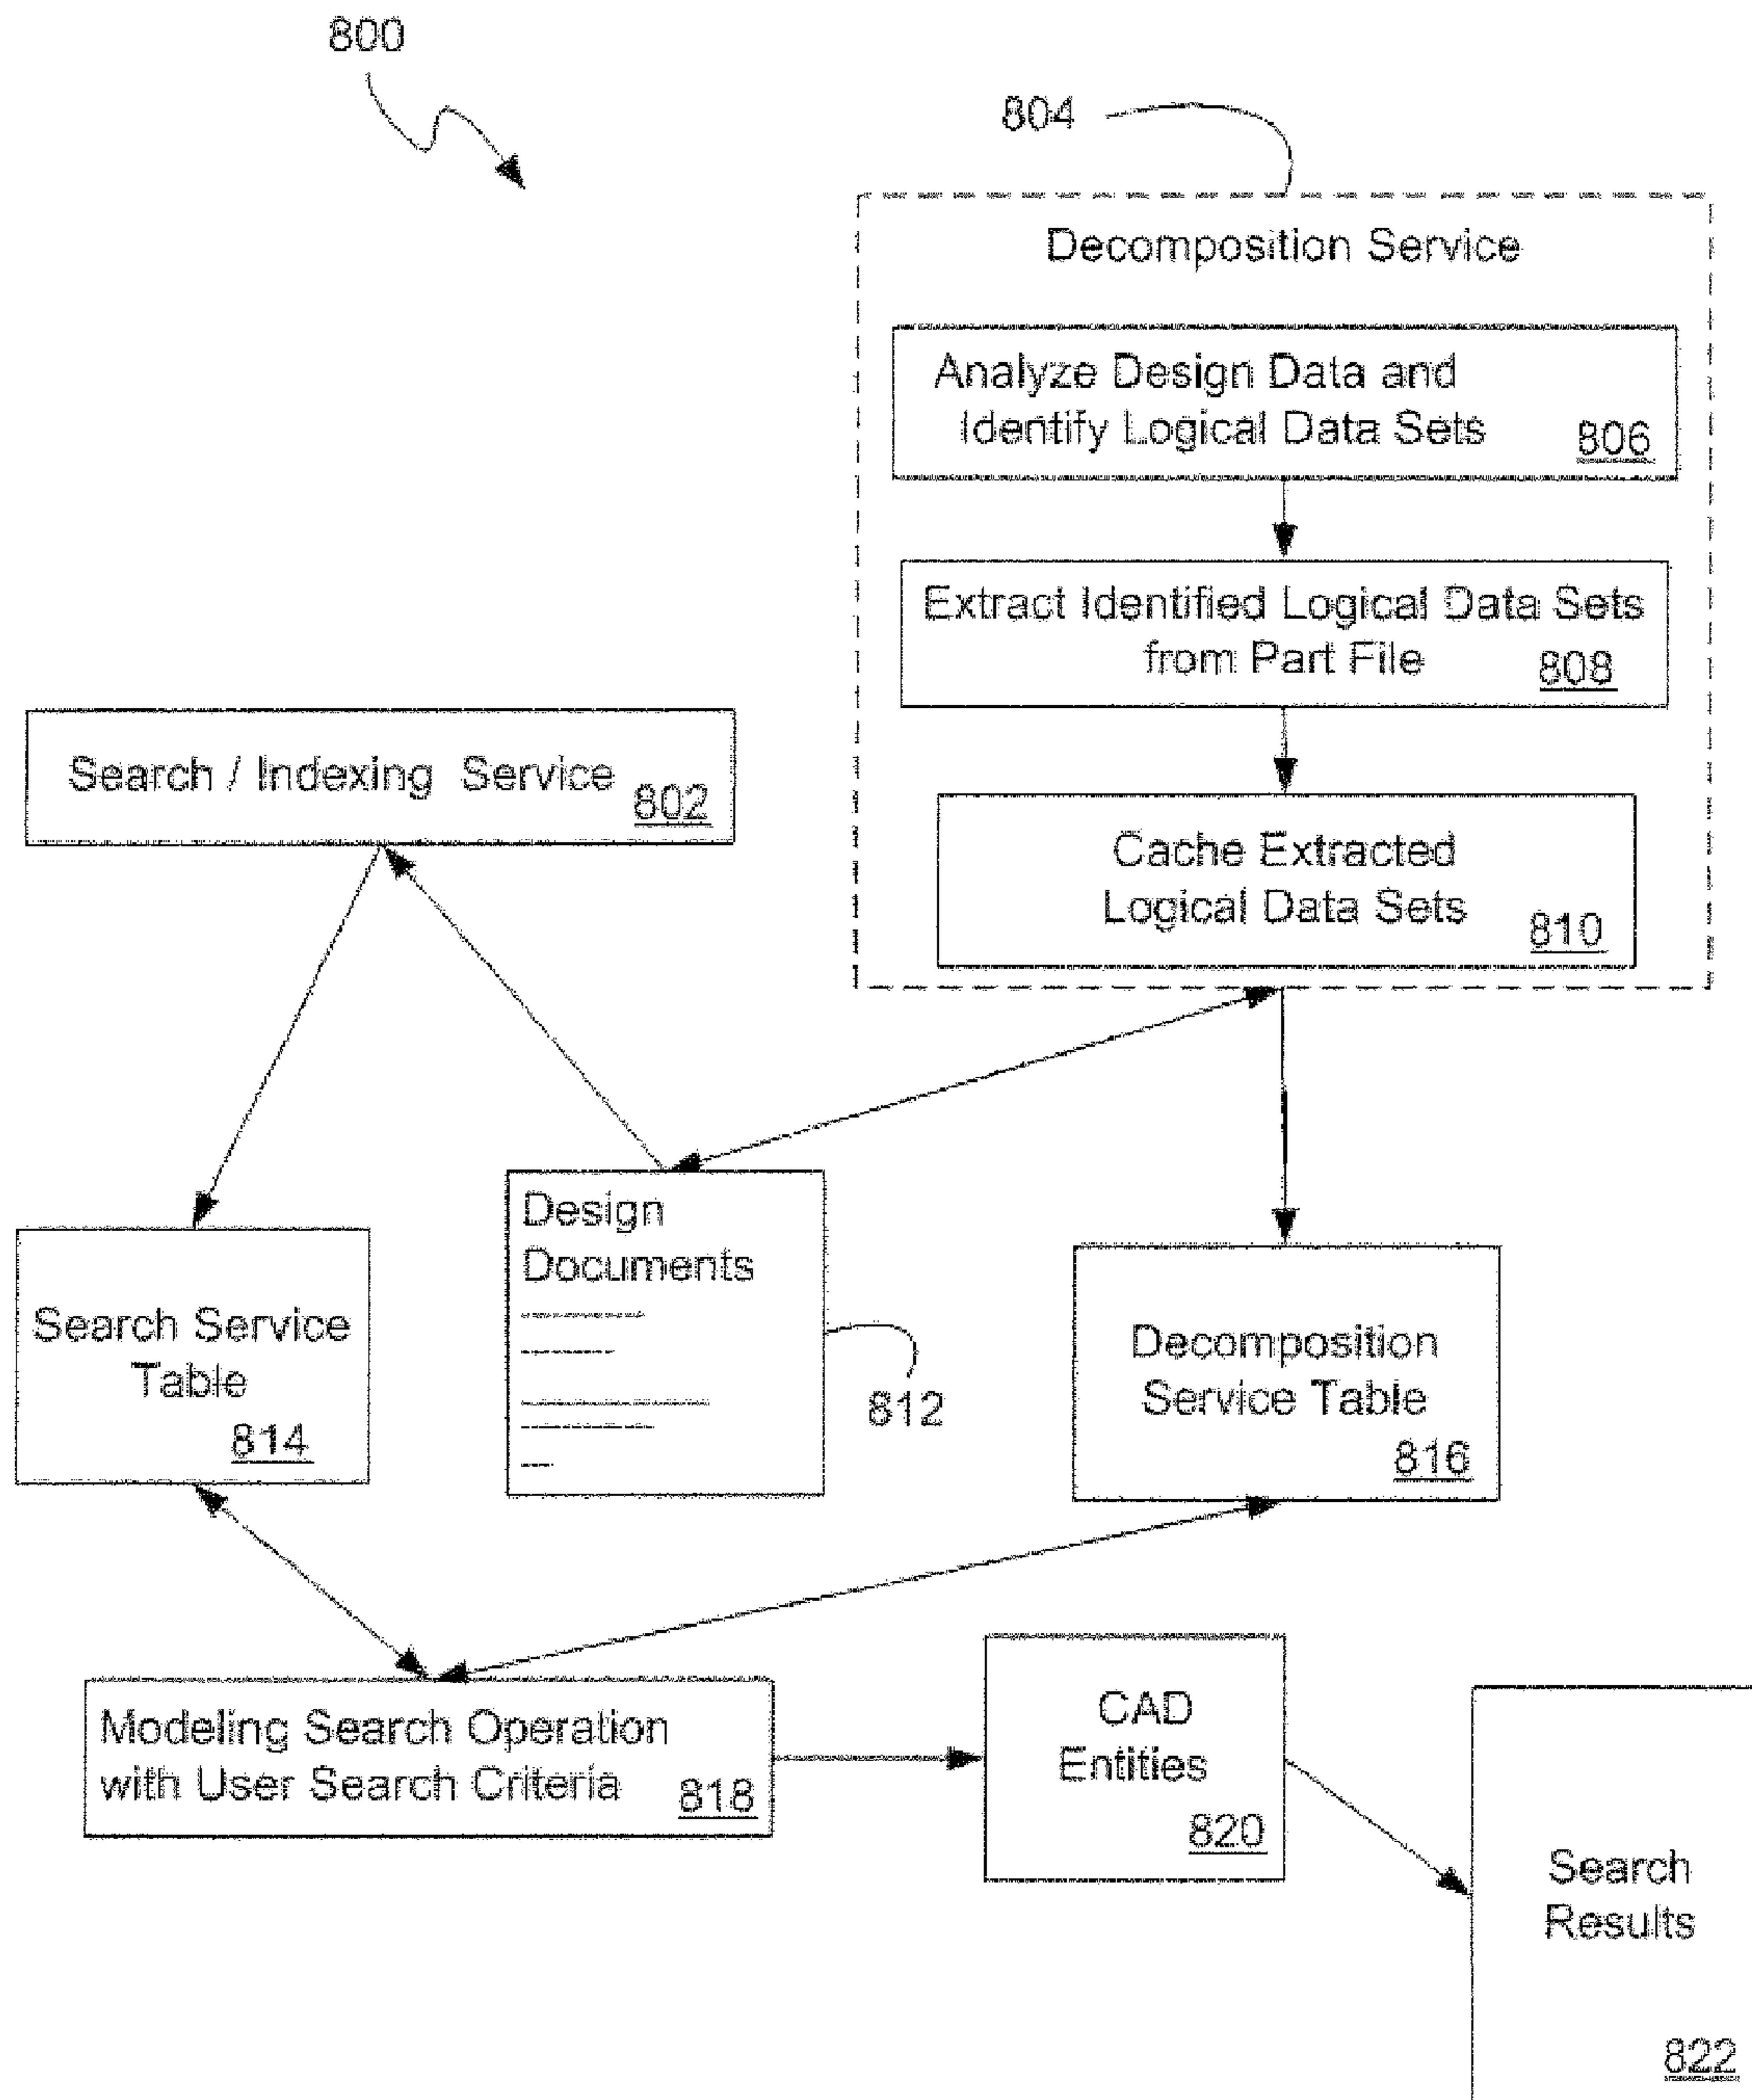 800
804
Decomposition Service
Analyze Design Data and
Identify Logical Data Sets
806
Extract Identified Logical Data Sets
from Part File
808
Search / Indexing Service
802
Cache Extracted
Logical Data Sets
810
Design
Documents
Search Service
Table
814
812
Decomposition
Service Table
816
Modeling Search Operation
with User Search Criteria
818
CAD
Entities
820
Search
Results
822